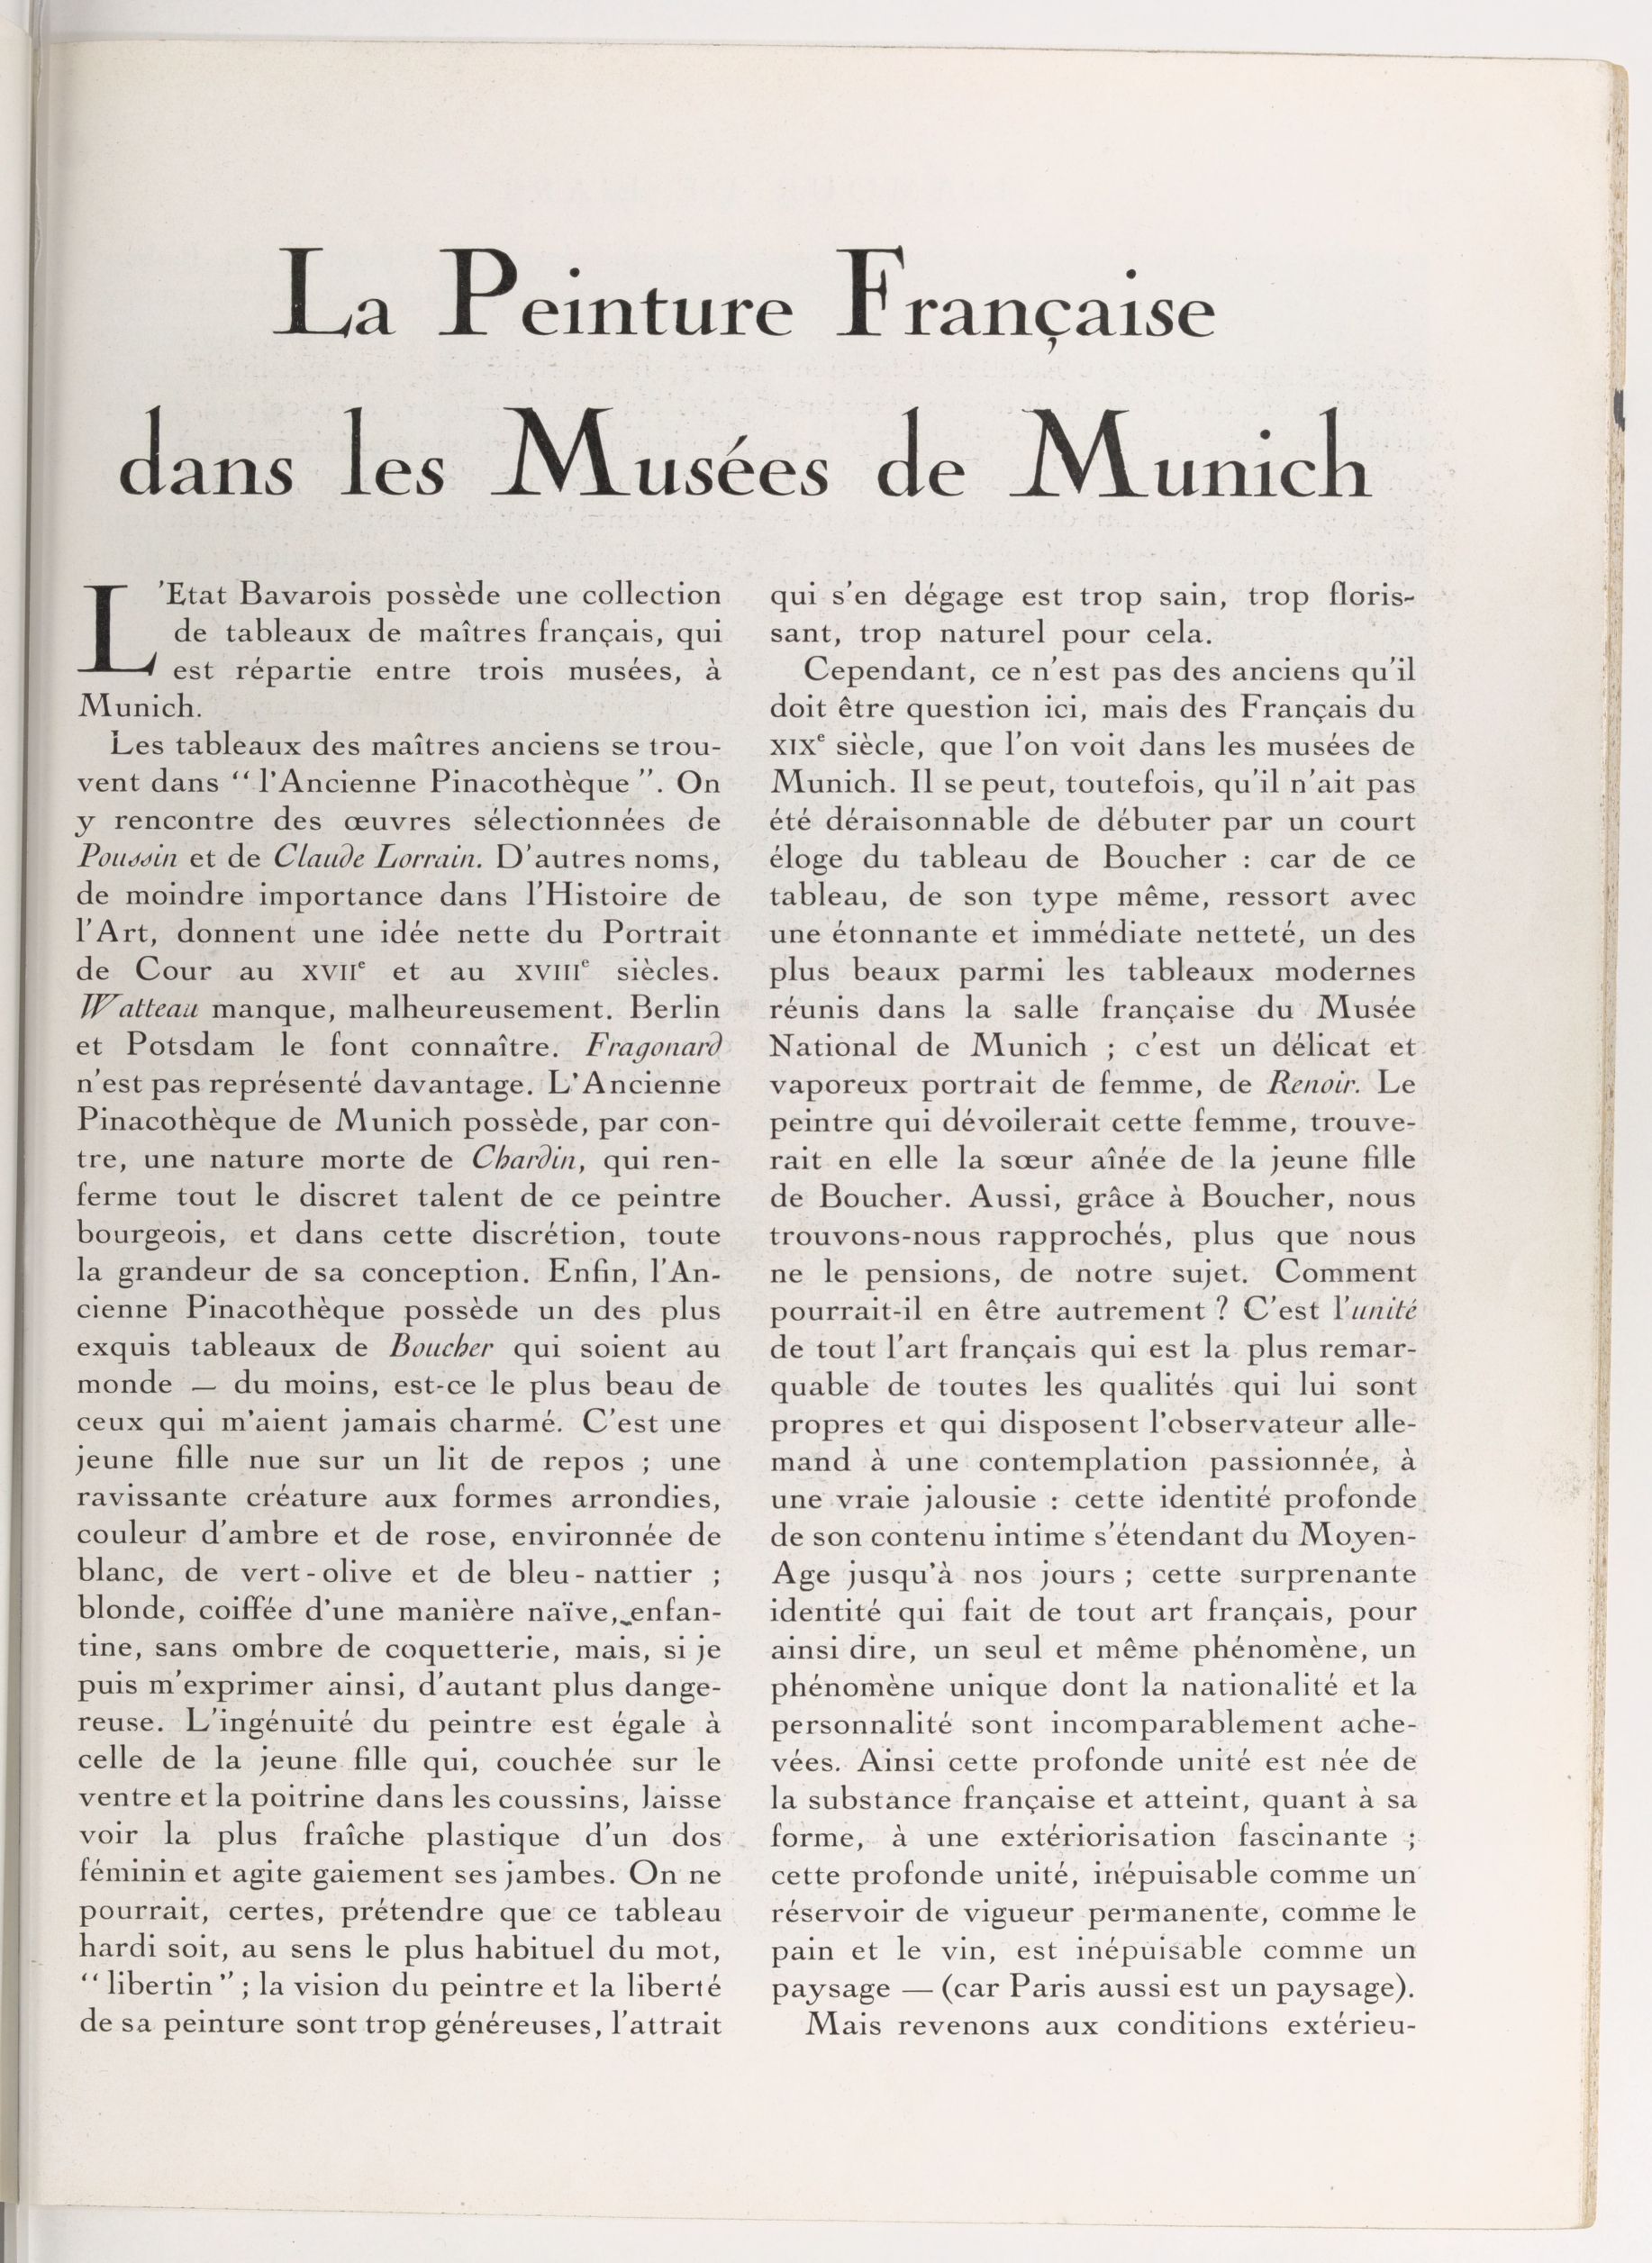 La Peinture Française
dans les Musées de Munich
L'Etat Bavarois possède une collection
de tableaux de maîtres français, qui
est répartie entre trois musées, à
Munich.
Les tableaux des maîtres anciens se trou-
vent dans “ l'Ancienne Pinacothèque ”. On
y rencontre des œuvres sélectionnées de
Poussin et de Claude Lorrain. D'autres noms,
de moindre importance dans l'Histoire de
l'Art, donnent une idée nette du Portrait
de Cour au XVIIe et au XVIIIe siècles.
Watteau manque, malheureusement. Berlin
et Potsdam le font connaître. Fragonard
n'est pas représenté davantage. L'Ancienne
Pinacothèque de Munich possède, par con-
tre, une nature morte de Chardin, qui ren-
ferme tout le discret talent de ce peintre
bourgeois, et dans cette discrétion, toute
la grandeur de sa conception. Enfin, l'An-
cienne Pinacothèque possède un des plus
exquis tableaux de Boucher qui soient au
monde — du moins, est-ce le plus beau de
ceux qui m'aient jamais charmé. C'est une
jeune fille nue sur un lit de repos ; une
ravissante créature aux formes arrondies,
couleur d'ambre et de rose, environnée de
blanc, de vert-olive et de bleu-nattier ;
blonde, coiffée d'une manière naïve, enfan-
tine, sans ombre de coquetterie, mais, si je
puis m'exprimer ainsi, d'autant plus dange-
reuse. L'ingénuité du peintre est égale à
celle de la jeune fille qui, couchée sur le
ventre et la poitrine dans les coussins, laisse
voir la plus fraîche plastique d'un dos
féminin et agite gaiement ses jambes. On ne
pourrait, certes, prétendre que ce tableau
hardi soit, au sens le plus habituel du mot,
“ libertin ” ; la vision du peintre et la liberté
de sa peinture sont trop généreuses, l'attrait
qui s'en dégage est trop sain, trop floris-
sant, trop naturel pour cela.
Cependant, ce n'est pas des anciens qu'il
doit être question ici, mais des Français du
XIXe siècle, que l'on voit dans les musées de
Munich. Il se peut, toutefois, qu'il n'ait pas
été déraisonnable de débuter par un court
éloge du tableau de Boucher : car de ce
tableau, de son type même, ressort avec
une étonnante et immédiate netteté, un des
plus beaux parmi les tableaux modernes
réunis dans la salle française du Musée
National de Munich ; c'est un délicat et
vaporeux portrait de femme, de Renoir. Le
peintre qui dévoilerait cette femme, trouve-
rait en elle la sœur aînée de la jeune fille
de Boucher. Aussi, grâce à Boucher, nous
trouvons-nous rapprochés, plus que nous
ne le pensions, de notre sujet. Comment
pourrait-il en être autrement ? C'est l'unité
de tout l'art français qui est la plus remar-
quable de toutes les qualités qui lui sont
propres et qui disposent l'observateur alle-
mand à une contemplation passionnée, à
une vraie jalousie : cette identité profonde
de son contenu intime s'étendant du Moyen-
Age jusqu'à nos jours ; cette surprenante
identité qui fait de tout art français, pour
ainsi dire, un seul et même phénomène, un
phénomène unique dont la nationalité et la
personnalité sont incomparablement ache-
vées. Ainsi cette profonde unité est née de
la substance française et atteint, quant à sa
forme, à une extériorisation fascinante ;
cette profonde unité, inépuisable comme un
réservoir de vigueur permanente, comme le
pain et le vin, est inépuisable comme un
paysage — (car Paris aussi est un paysage).
Mais revenons aux conditions extérieu-